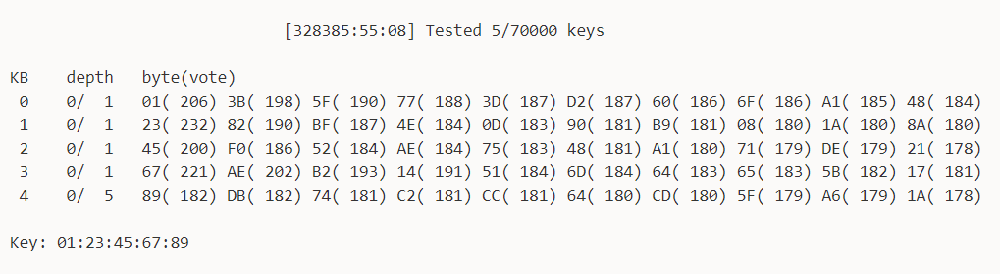 [328385:55:08] Tested 5/70000 keys
KB depth byte(vote)
0 0/ 1 01( 206) 3B( 198) 5F( 190) 77( 188) 3D( 187) D2( 187) 60( 186) 6F( 186) A1( 185) 48( 184)
1 0/ 1 23( 232) 82( 190) BF( 187) 4E( 184) 0D( 183) 90( 181) B9( 181) 08( 180) 1A( 180) 8A( 180)
2 0/ 1 45( 200) F0( 186) 52( 184) AE( 184) 75( 183) 48( 181) A1( 180) 71( 179) DE( 179) 21( 178)
3 0/ 1 67( 221) AE( 202) B2( 193) 14( 191) 51( 184) 6D( 184) 64( 183) 65( 183) 5B( 182) 17( 181)
4 0/ 5 89( 182) DB( 182) 74( 181) C2( 181) CC( 181) 64( 180) CD( 180) 5F( 179) A6( 179) 1A( 178)
Key: 01:23:45:67:89